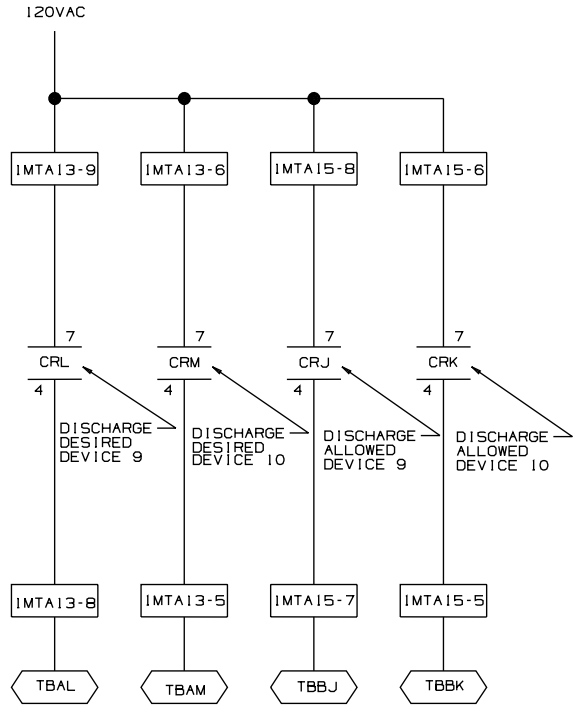 120VAC
1MTA13-9
1MTA13-6
1MTA15-8
1MTA15-6
7
7
7
7
CRL
CRM
CRJ
CRK
4
4
4
4
DISCHARGE
DESIRED
DEVICE 9
DISCHARGE
DESIRED
DEVICE 10
DISCHARGE
ALLOWED
DEVICE 9
DISCHARGE
ALLOWED
DEVICE 10
1MTA13-8
1MTA13-5
1MTA15-7
1MTA15-5
TBAL
TBAM
TBBJ
TBBK